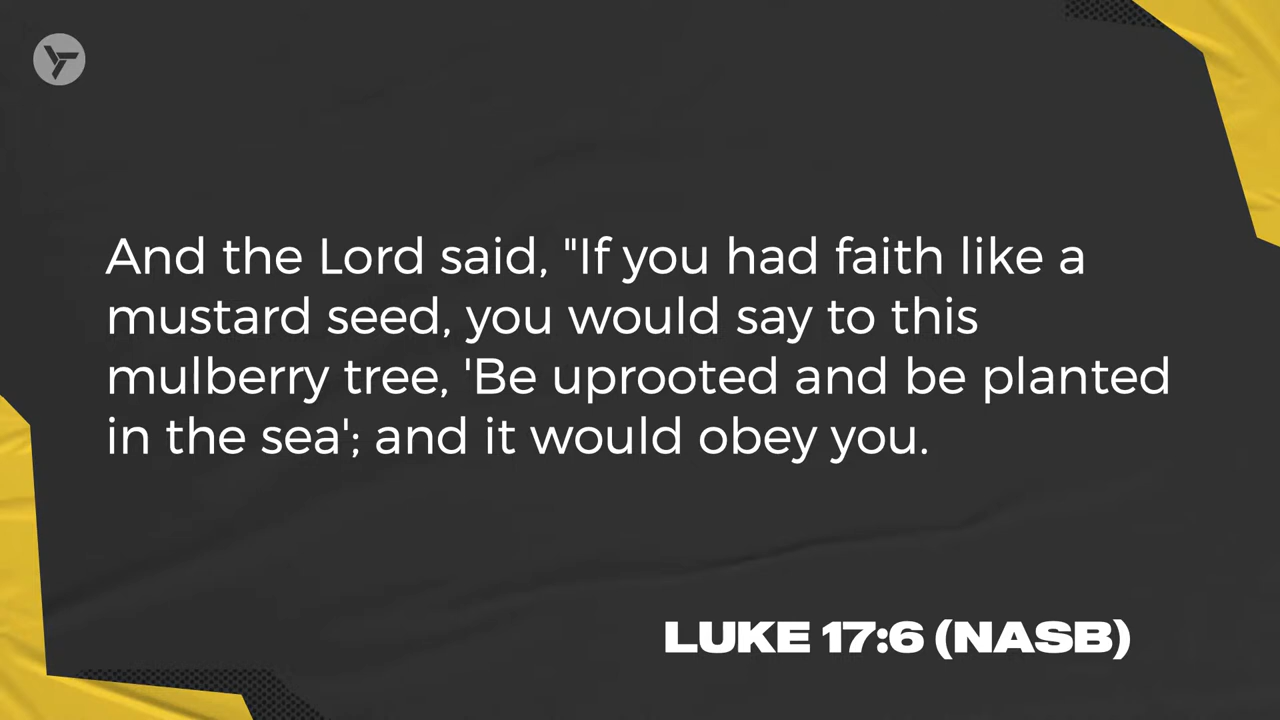 And the Lord said, "If you had faith like a
mustard seed, you would say to this
mulberry tree, 'Be uprooted and be planted
in the sea'; and it would obey you.
LUKE 17:6 (NASB)